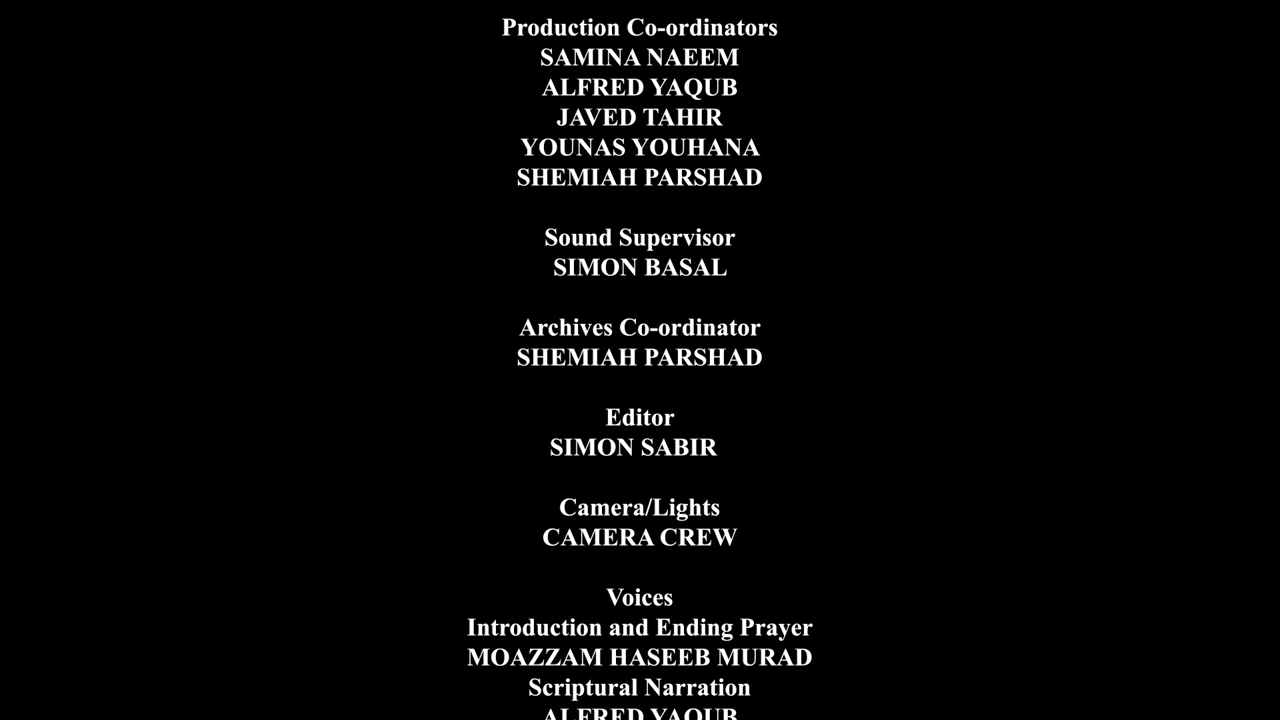 Production Co-ordinators
SAMINA NAEEM
ALFRED YAQUB
JAVED TAHIR
YOUNAS YOUHANA
SHEMIAH PARSHAD
Sound Supervisor
SIMON BASAL
Archives Co-ordinator
SHEMIAH PARSHAD
Editor
SIMON SABIR
Camera/Lights
CAMERA CREW
Voices
Introduction and Ending Prayer
MOAZZAM HASEEB MURAD
Scriptural Narration
ALFRED YAQUB